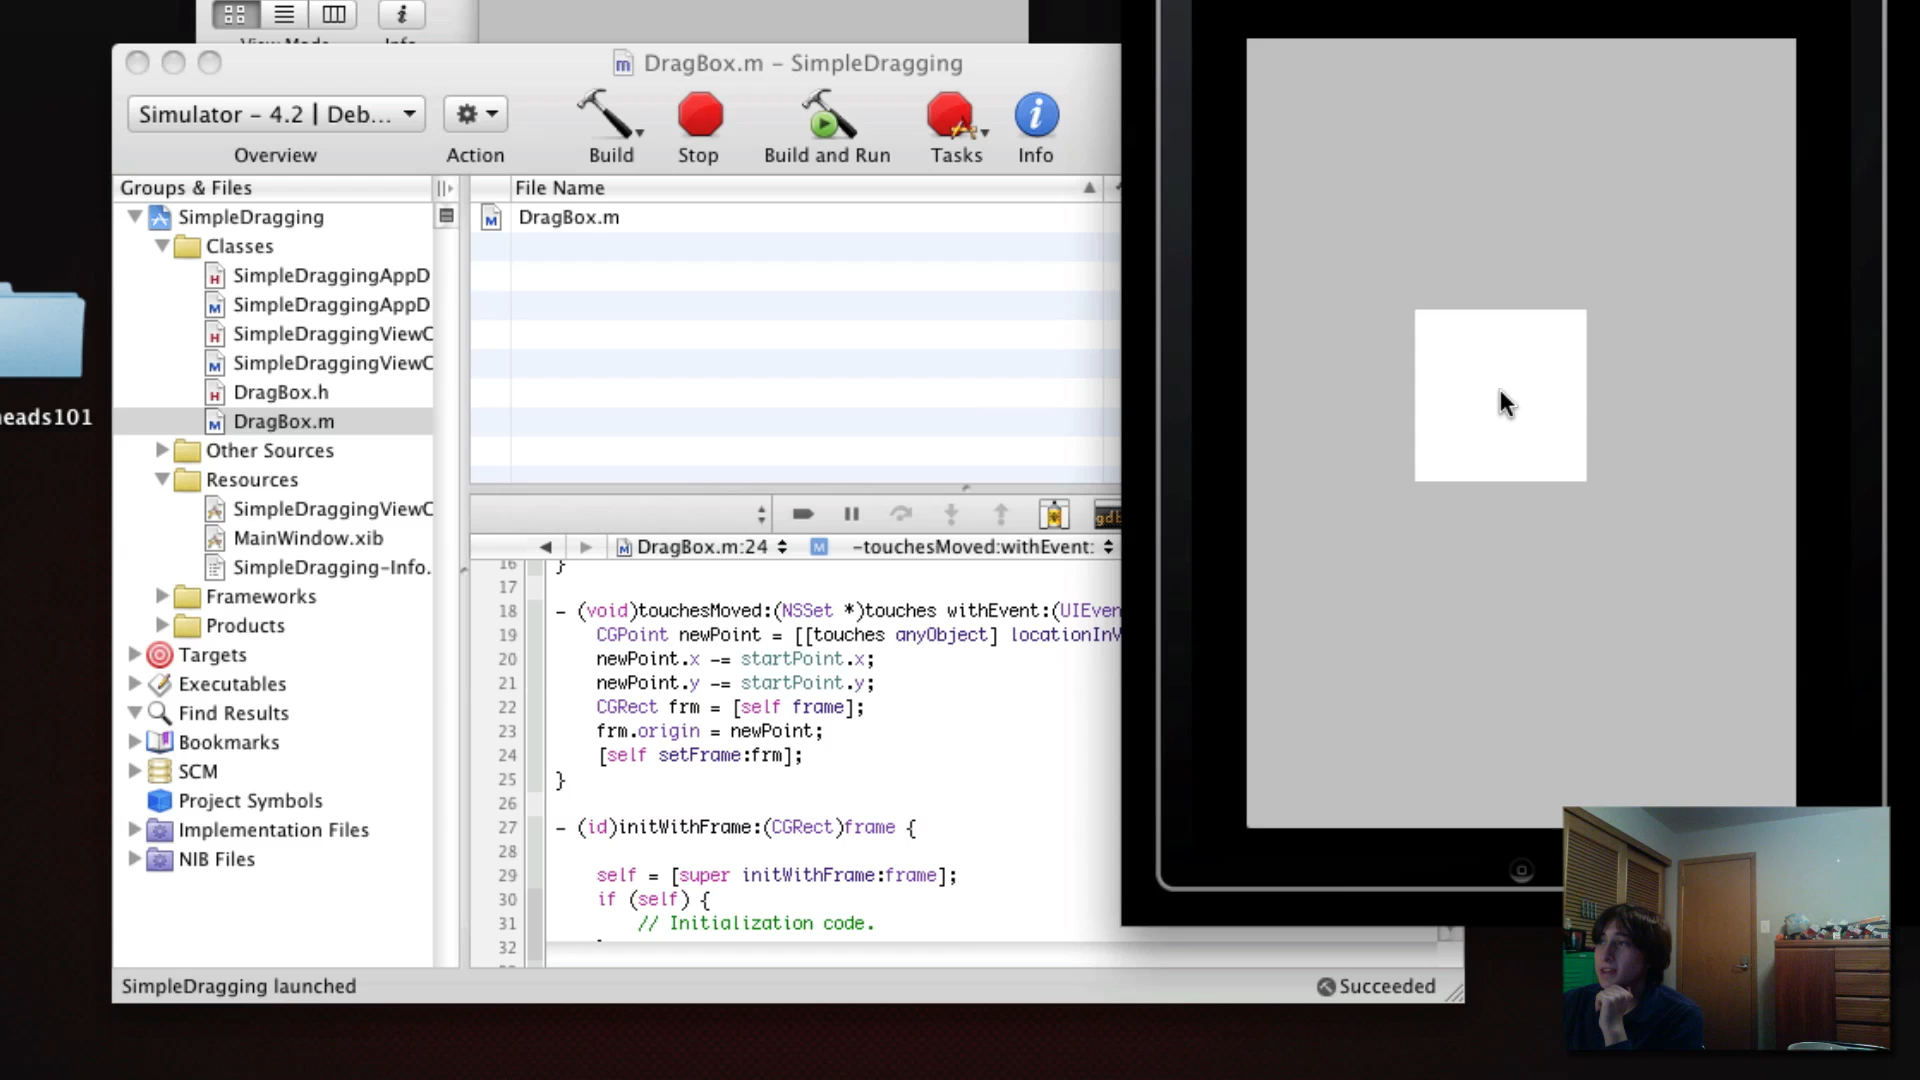 Info
DragBox.m – SimpleDragging
Simulator – 4.2 | Deb...
Overview
Action
Build
Stop
Build and Run
Tasks
Info
Groups & Files
File Name
SimpleDragging
DragBox.m
Classes
SimpleDraggingAppD
SimpleDraggingAppD
SimpleDraggingViewC
SimpleDraggingViewC
DragBox.h
DragBox.m
Other Sources
Resources
SimpleDraggingViewC
MainWindow.xib
SimpleDragging-Info.
Frameworks
Products
Targets
Executables
Find Results
Bookmarks
SCM
Project Symbols
Implementation Files
NIB Files
eads101
gdb
DragBox.m:24
-touchesMoved:withEvent:
16 }
17
18 - (void)touchesMoved:(NSSet *)touches withEvent:(UIEven
19 CGPoint newPoint = [[touches anyObject] locationInV
20 newPoint.x -= startPoint.x;
21 newPoint.y -= startPoint.y;
22 CGRect frm = [self frame];
23 frm.origin = newPoint;
24 [self setFrame:frm];
25 }
26
27 - (id)initWithFrame:(CGRect)frame {
28
29 self = [super initWithFrame:frame];
30 if (self) {
31 // Initialization code.
32
SimpleDragging launched
Succeeded